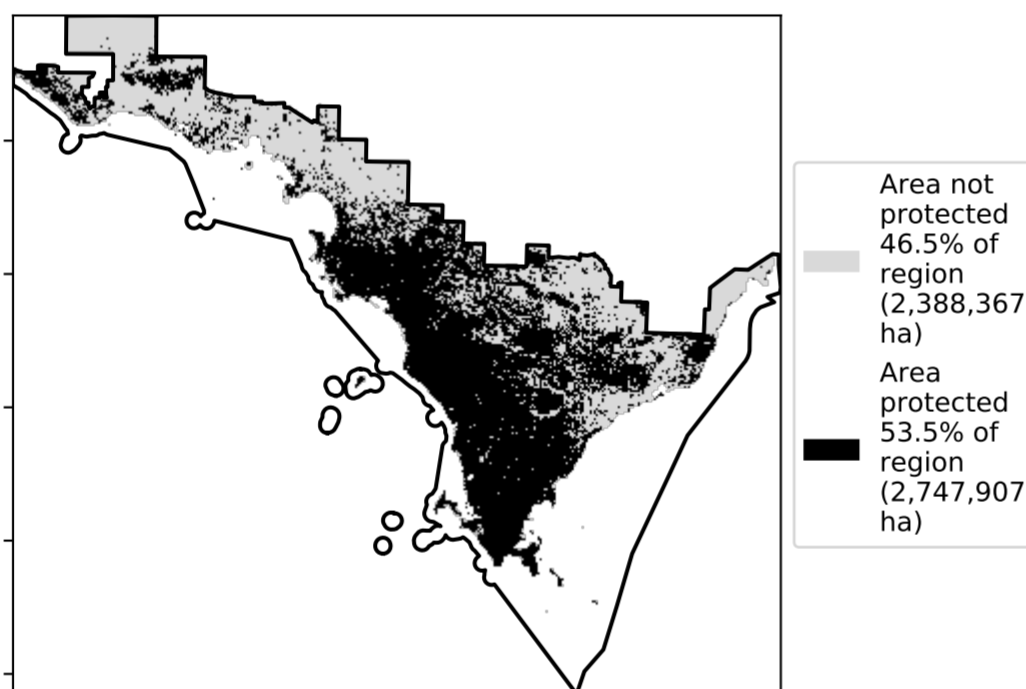 Area not
protected
46.5% of
region
(2,388,367
ha)
Area
protected
53.5% of
region
(2,747,907
ha)